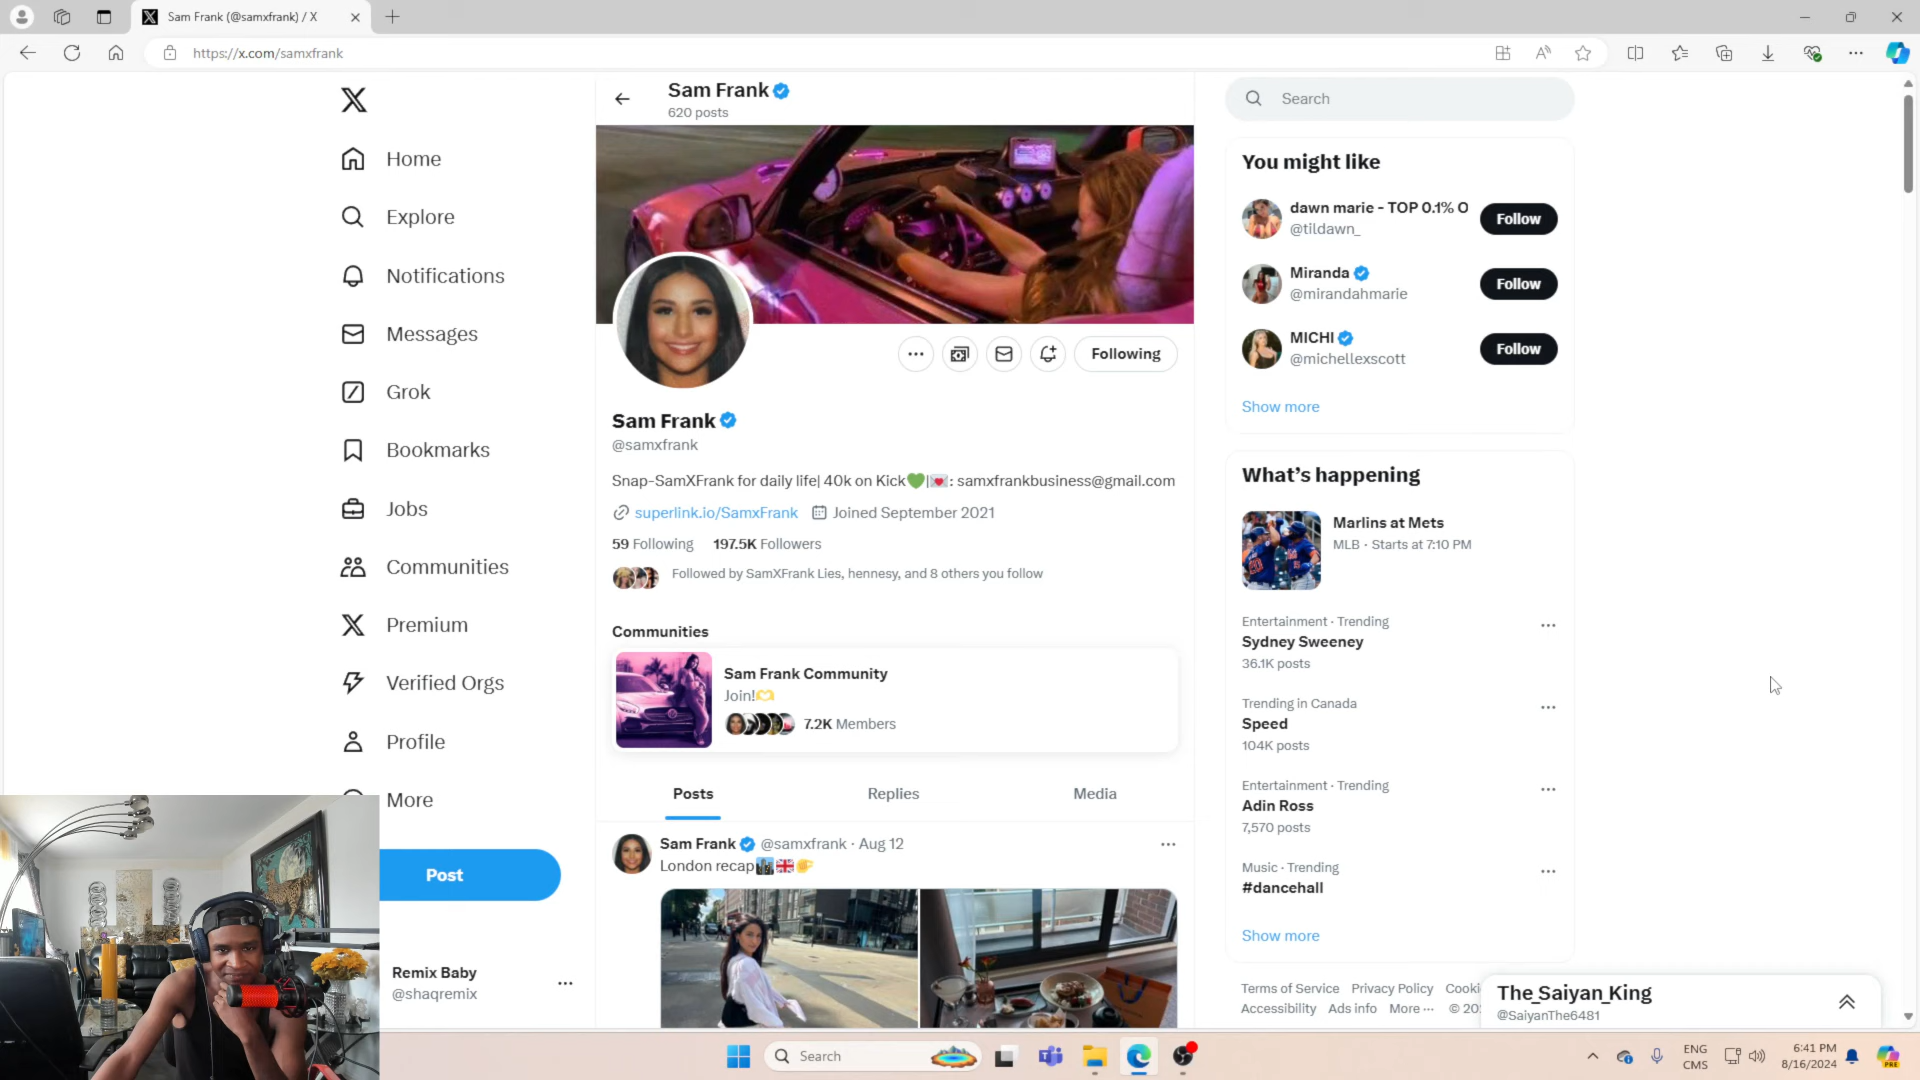 Sam Frank (@samxfrank) / X
https://x.com/samxfrank
Home
Explore
Notifications
Messages
Grok
Bookmarks
Jobs
Communities
Premium
Verified Orgs
Profile
More
Post
Remix Baby
@shaqremix
Sam Frank
620 posts
Following
Sam Frank
@samxfrank
Snap-SamXFrank for daily life| 40k on Kick💚|💌: samxfrankbusiness@gmail.com
superlink.io/SamxFrank Joined September 2021
59 Following 197.5K Followers
Followed by SamXFrank Lies, hennesy, and 8 others you follow
Communities
Sam Frank Community
Join!🫶
7.2K Members
Posts Replies Media
Sam Frank @samxfrank · Aug 12
London recap🏙🇬🇧
Search
You might like
dawn marie - TOP 0.1% O
@tildawn_
Follow
Miranda
@mirandahmarie
Follow
MICHI
@michellexscott
Follow
Show more
What's happening
Marlins at Mets
MLB · Starts at 7:10 PM
Entertainment · Trending
Sydney Sweeney
36.1K posts
Trending in Canada
Speed
104K posts
Entertainment · Trending
Adin Ross
7,570 posts
Music · Trending
#dancehall
Show more
Terms of Service Privacy Policy Cooki
Accessibility Ads info More ··· © 20
The_Saiyan_King
@SaiyanThe6481
Search
ENG
CMS
6:41 PM
8/16/2024
PRE